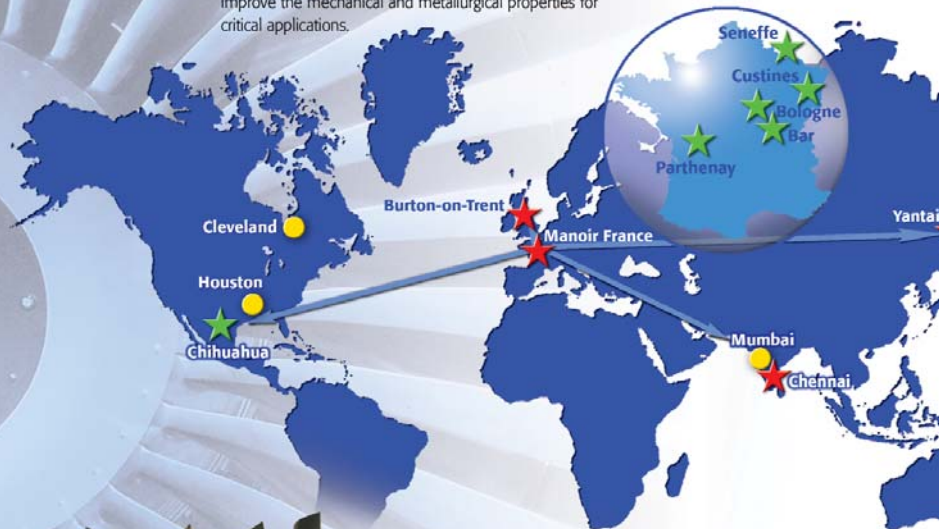 improve the mechanical and metallurgical properties for
critical applications.
Seneffe
Custines
Bologne
Bar
Parthenay
Burton-on-Trent
Yantai
Manoir France
Cleveland
Houston
Chihuahua
Mumbai
Chennai